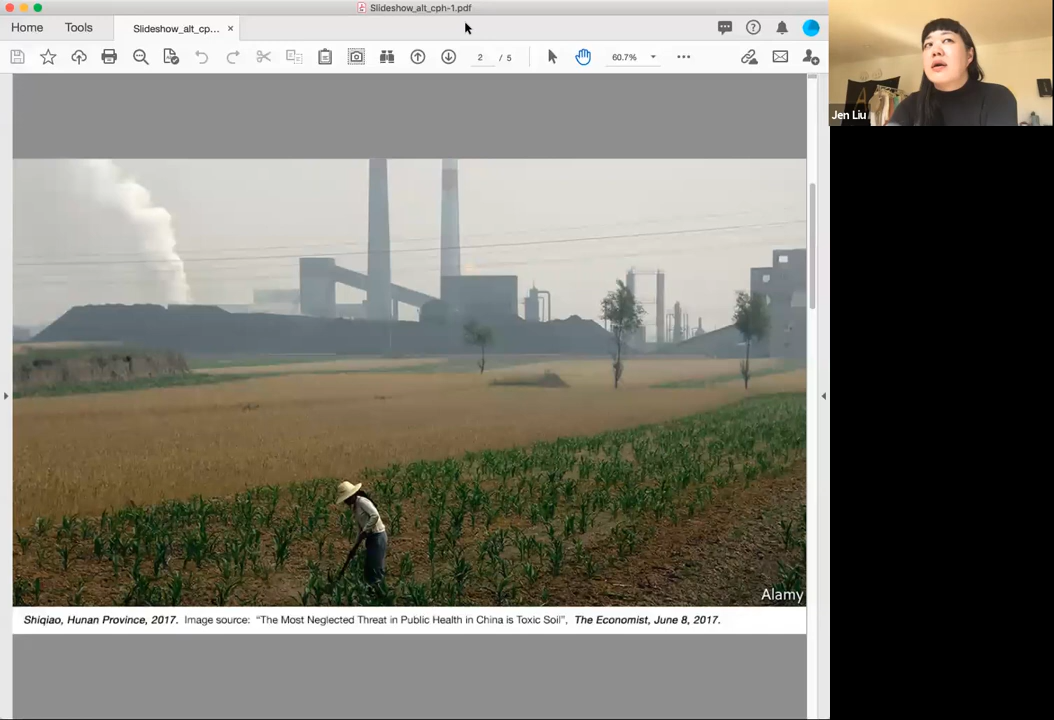 Slideshow_alt_cph-1.pdf
Home
Tools
Slideshow_alt_cp...
2 / 5
60.7%
Jen Liu
Alamy
Shiqiao, Hunan Province, 2017. Image source: “The Most Neglected Threat in Public Health in China is Toxic Soil”, The Economist, June 8, 2017.